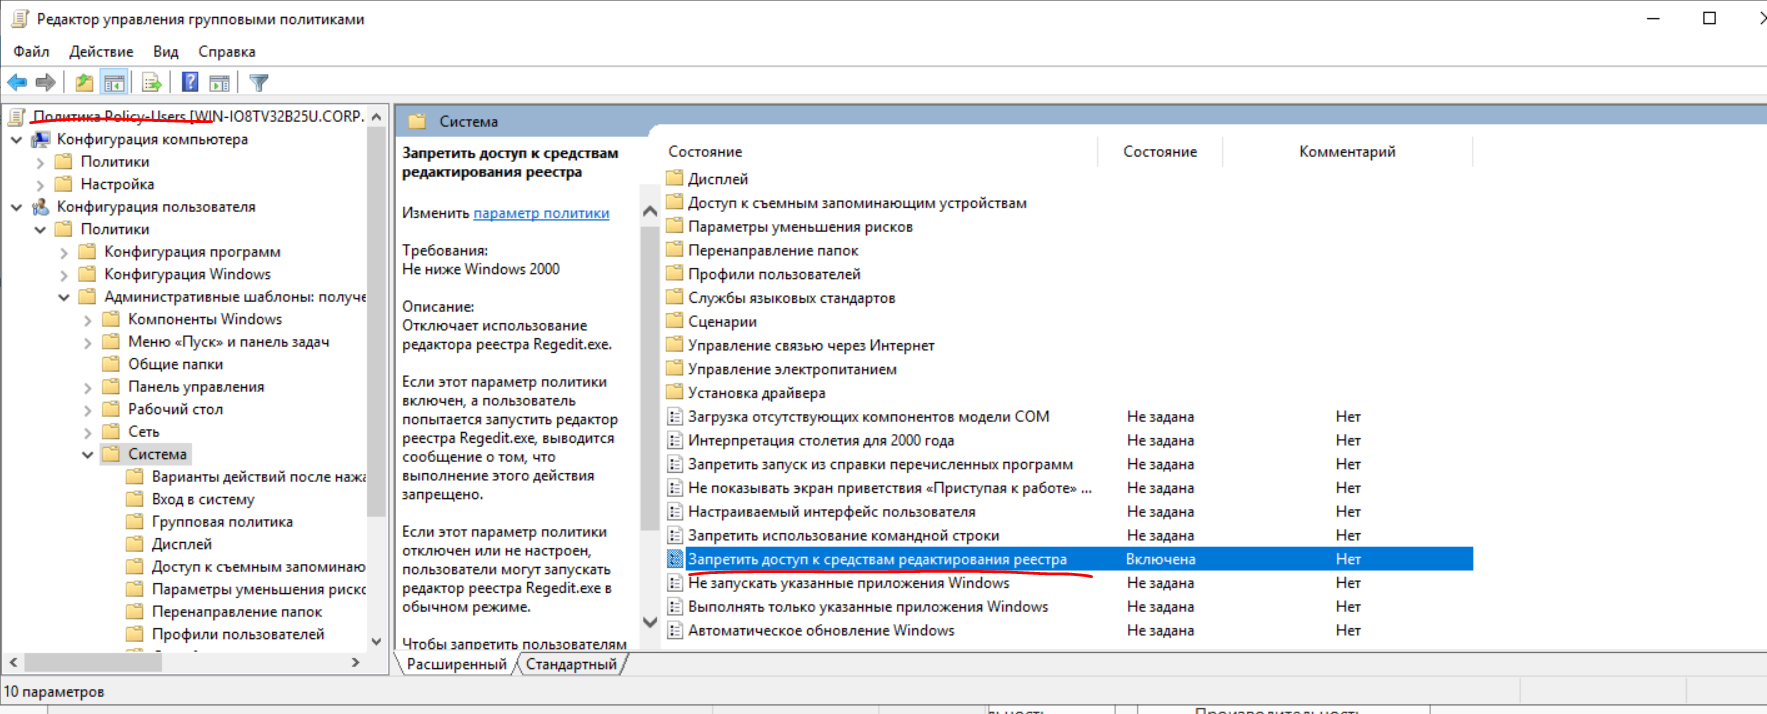 Редактор управления групповыми политиками
Файл Действие Вид Справка
Политика Policy-Users [WIN-IO8TV32B25U.CORP.
Конфигурация компьютера
Политики
Настройка
Конфигурация пользователя
Политики
Конфигурация программ
Конфигурация Windows
Административные шаблоны: получе
Компоненты Windows
Меню «Пуск» и панель задач
Общие папки
Панель управления
Рабочий стол
Сеть
Система
Варианты действий после нажа
Вход в систему
Групповая политика
Дисплей
Доступ к съемным запоминаю
Параметры уменьшения риско
Перенаправление папок
Профили пользователей
Система
Запретить доступ к средствам
редактирования реестра
Изменить параметр политики
Требования:
Не ниже Windows 2000
Описание:
Отключает использование
редактора реестра Regedit.exe.
Если этот параметр политики
включен, а пользователь
попытается запустить редактор
реестра Regedit.exe, выводится
сообщение о том, что
выполнение этого действия
запрещено.
Если этот параметр политики
отключен или не настроен,
пользователи могут запускать
редактор реестра Regedit.exe в
обычном режиме.
Чтобы запретить пользователям
Состояние Состояние Комментарий
Дисплей
Доступ к съемным запоминающим устройствам
Параметры уменьшения рисков
Перенаправление папок
Профили пользователей
Службы языковых стандартов
Сценарии
Управление связью через Интернет
Управление электропитанием
Установка драйвера
Загрузка отсутствующих компонентов модели COM Не задана Нет
Интерпретация столетия для 2000 года Не задана Нет
Запретить запуск из справки перечисленных программ Не задана Нет
Не показывать экран приветствия «Приступая к работе» ... Не задана Нет
Настраиваемый интерфейс пользователя Не задана Нет
Запретить использование командной строки Не задана Нет
Запретить доступ к средствам редактирования реестра Включена Нет
Не запускать указанные приложения Windows Не задана Нет
Выполнять только указанные приложения Windows Не задана Нет
Автоматическое обновление Windows Не задана Нет
Расширенный Стандартный
10 параметров